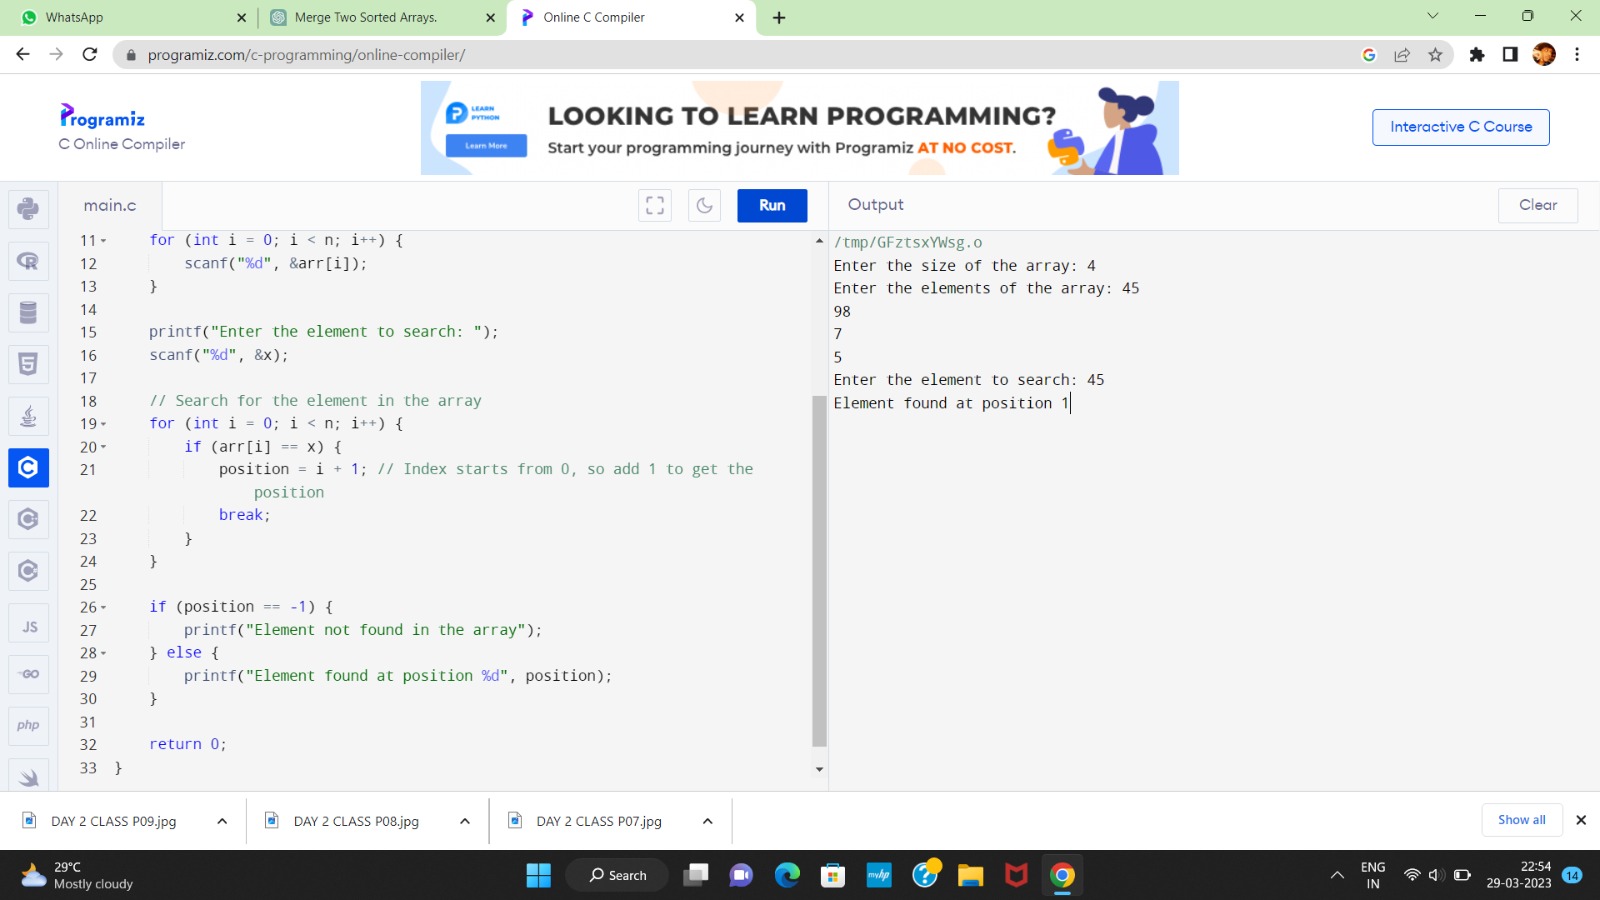 WhatsApp
Merge Two Sorted Arrays.
Online C Compiler
programiz.com/c-programming/online-compiler/
Programiz
C Online Compiler
LEARN
PYTHON
Learn More
LOOKING TO LEARN PROGRAMMING?
Start your programming journey with Programiz AT NO COST.
Interactive C Course
main.c
Run
Output
Clear
11 for (int i = 0; i < n; i++) {
12 scanf("%d", &arr[i]);
13 }
14
15 printf("Enter the element to search: ");
16 scanf("%d", &x);
17
18 // Search for the element in the array
19 for (int i = 0; i < n; i++) {
20 if (arr[i] == x) {
21 position = i + 1; // Index starts from 0, so add 1 to get the
position
22 break;
23 }
24 }
25
26 if (position == -1) {
27 printf("Element not found in the array");
28 } else {
29 printf("Element found at position %d", position);
30 }
31
32 return 0;
33 }
/tmp/GFztsxYWsg.o
Enter the size of the array: 4
Enter the elements of the array: 45
98
7
5
Enter the element to search: 45
Element found at position 1
JS
GO
php
DAY 2 CLASS P09.jpg
DAY 2 CLASS P08.jpg
DAY 2 CLASS P07.jpg
Show all
29°C
Mostly cloudy
Search
myhp
ENG
IN
22:54
29-03-2023
14